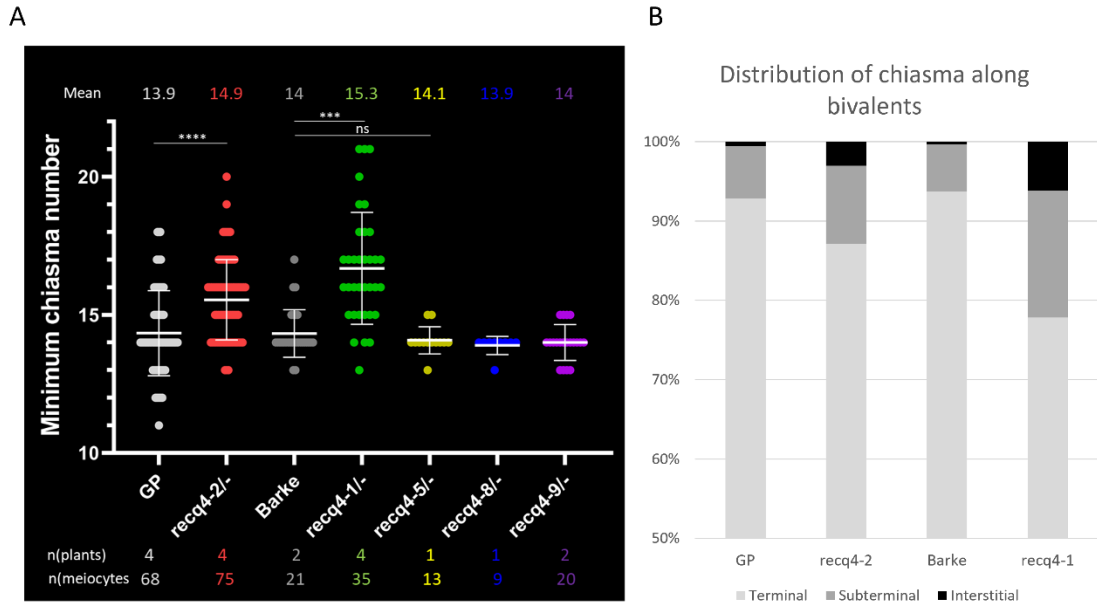 A
Mean 13.9 14.9 14 15.3 14.1 13.9 14
**** *** ns
Minimum chiasma number
20
15
10
GP recq4-2/- Barke recq4-1/- recq4-5/- recq4-8/- recq4-9/-
n(plants) 4 4 2 4 1 1 2
n(meiocytes 68 75 21 35 13 9 20
B
Distribution of chiasma along
bivalents
100%
90%
80%
70%
60%
50%
GP recq4-2 Barke recq4-1
Terminal Subterminal Interstitial